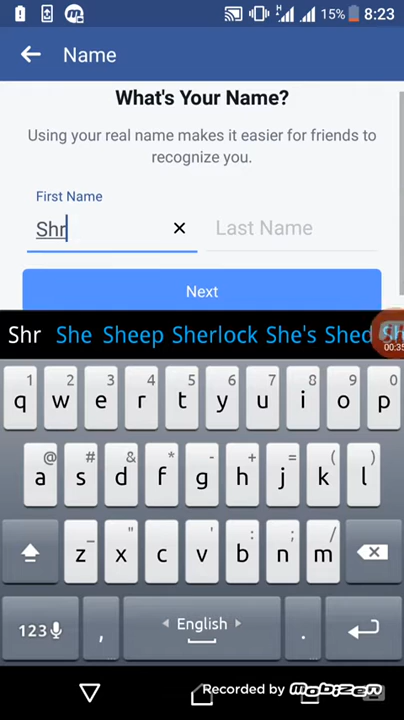 H 15% 8:23
Name
What's Your Name?
Using your real name makes it easier for friends to
recognize you.
First Name
Shr Last Name
Next
Shr She Sheep Sherlock She's Shed
00:35
1 2 3 4 5 6 7 8 9 0
q w e r t y u i o p
@ # & * - + = ( )
a s d f g h j k l
_ " ' : ; /
z x c v b n m
123 , English .
Recorded by MOBIZEN